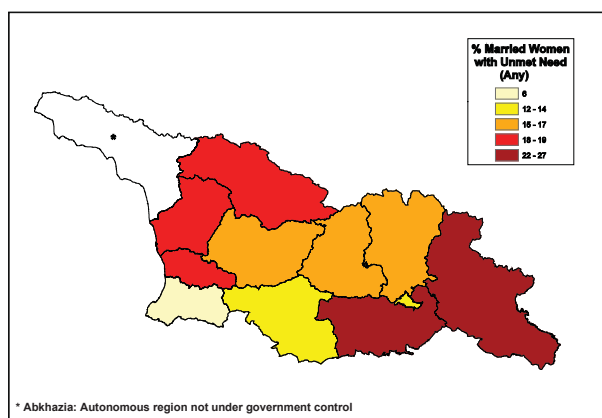 % Married Women
with Unmet Need
(Any)
6
12 - 14
15 - 17
18 - 19
22 - 27
*
* Abkhazia: Autonomous region not under government control